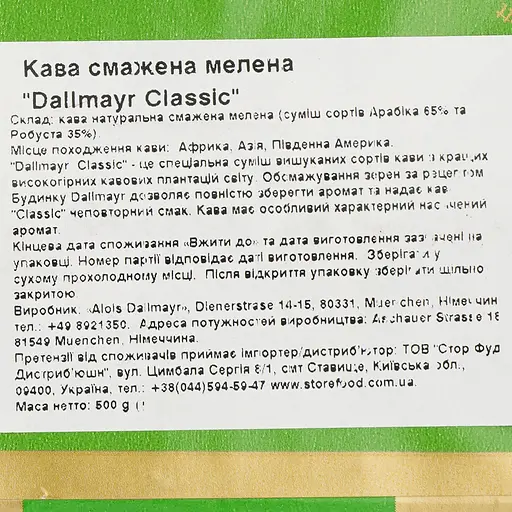 Кава смажена мелена
"Dallmayr Classic"
Склад: кава натуральна смажена мелена (суміш сортів Арабіка 65% та
Робуста 35%).
Місце походження кави: Африка, Азія, Південна Америка.
"Dallmayr Classic" - це спеціальна суміш вишуканих сортів кави з кращих
високогірних кавових плантацій світу. Обсмажування зерен за рецептом
Будинку Dallmayr дозволяє повністю зберегти аромат та надає
"Classic" неповторний смак. Кава має особливий характерний насичений
аромат.
Кінцева дата споживання «Вжити до» та дата виготовлення зазначені на
упаковці. Номер партії відповідає даті виготовлення. Зберігати у
сухому прохолодному місці. Після відкриття упаковку зберігати щільно
закритою
Виробник: «Alois Dallmayr», Dienerstrase 14-15, 80331, Muenchen, Німеччин
тел.: +49 8921350. Адреса потужностей виробництва: Aschauer Strasse 18
81549 Muenchen, Німеччина.
Претензії від споживачів приймає імпортер/дистриб'ютор: ТОВ "Стор Фуд
Дистриб'юшн", вул. Цимбала Сергія 8/1, смт Ставище, Київська обл.,
09400, Україна, тел.: +38(044)594-59-47 www.storefood.com.ua.
Маса нетто: 500 g (